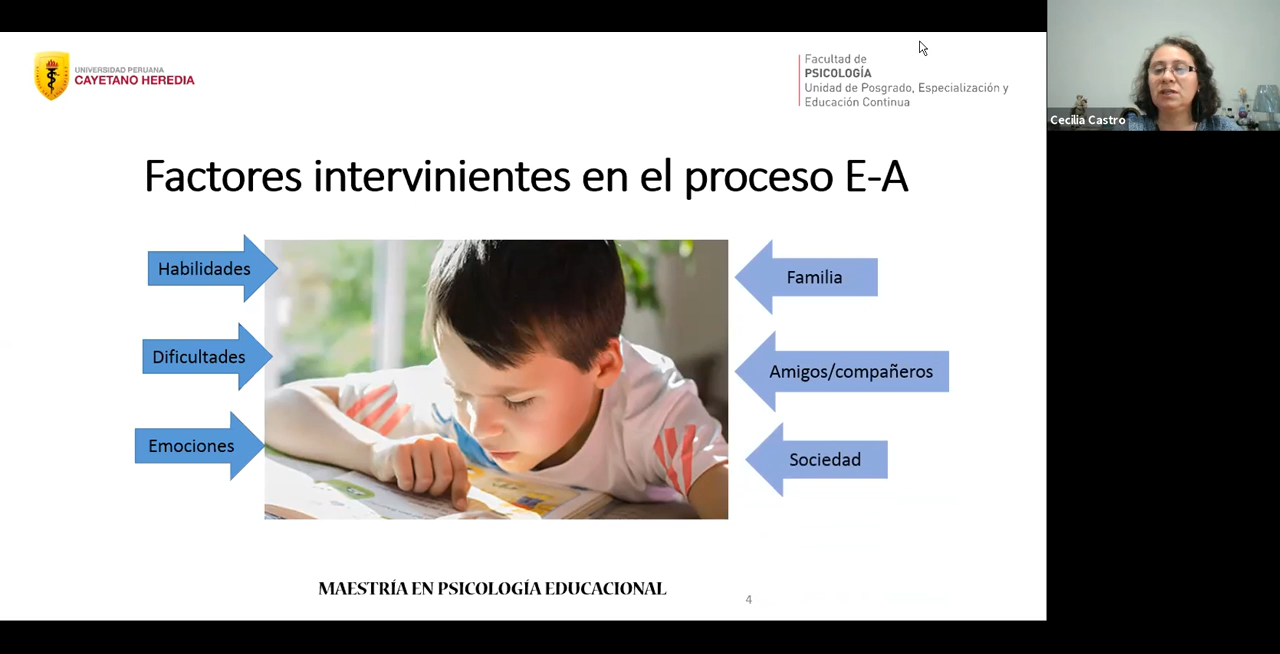 UNIVERSIDAD PERUANA
CAYETANO HEREDIA
Facultad de
PSICOLOGÍA
Unidad de Posgrado, Especialización y
Educación Continua
Cecilia Castro
Factores intervinientes en el proceso E-A
Habilidades
Dificultades
Emociones
Familia
Amigos/compañeros
Sociedad
MAESTRÍA EN PSICOLOGÍA EDUCACIONAL
4